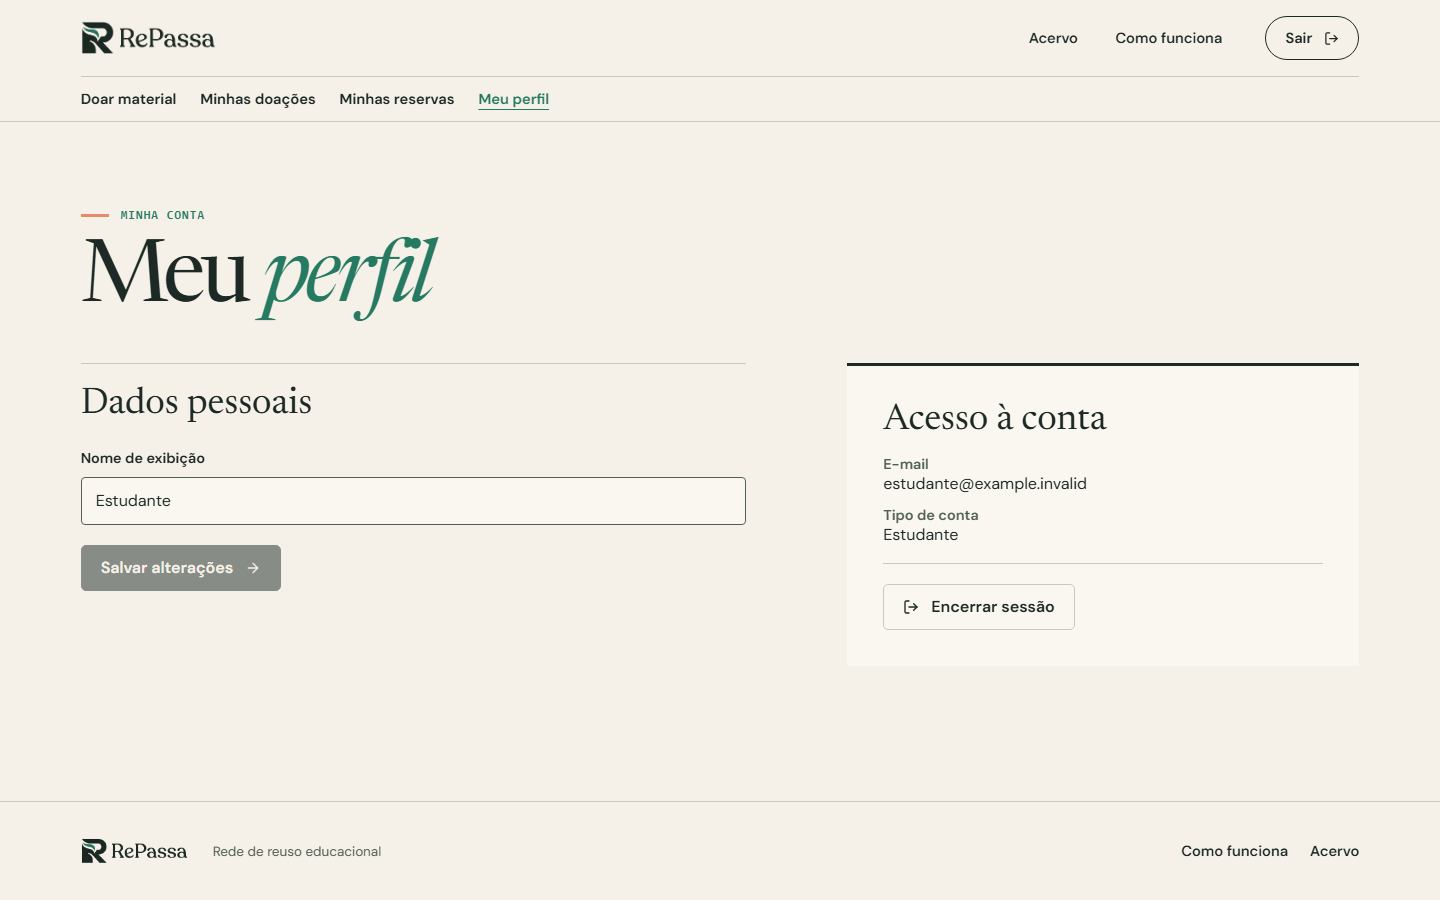 RePassa
Acervo
Como funciona
Sair
Doar material
Minhas doações
Minhas reservas
Meu perfil
MINHA CONTA
Meu perfil
Dados pessoais
Nome de exibição
Estudante
Salvar alterações
Acesso à conta
E-mail
estudante@example.invalid
Tipo de conta
Estudante
Encerrar sessão
RePassa
Rede de reuso educacional
Como funciona
Acervo